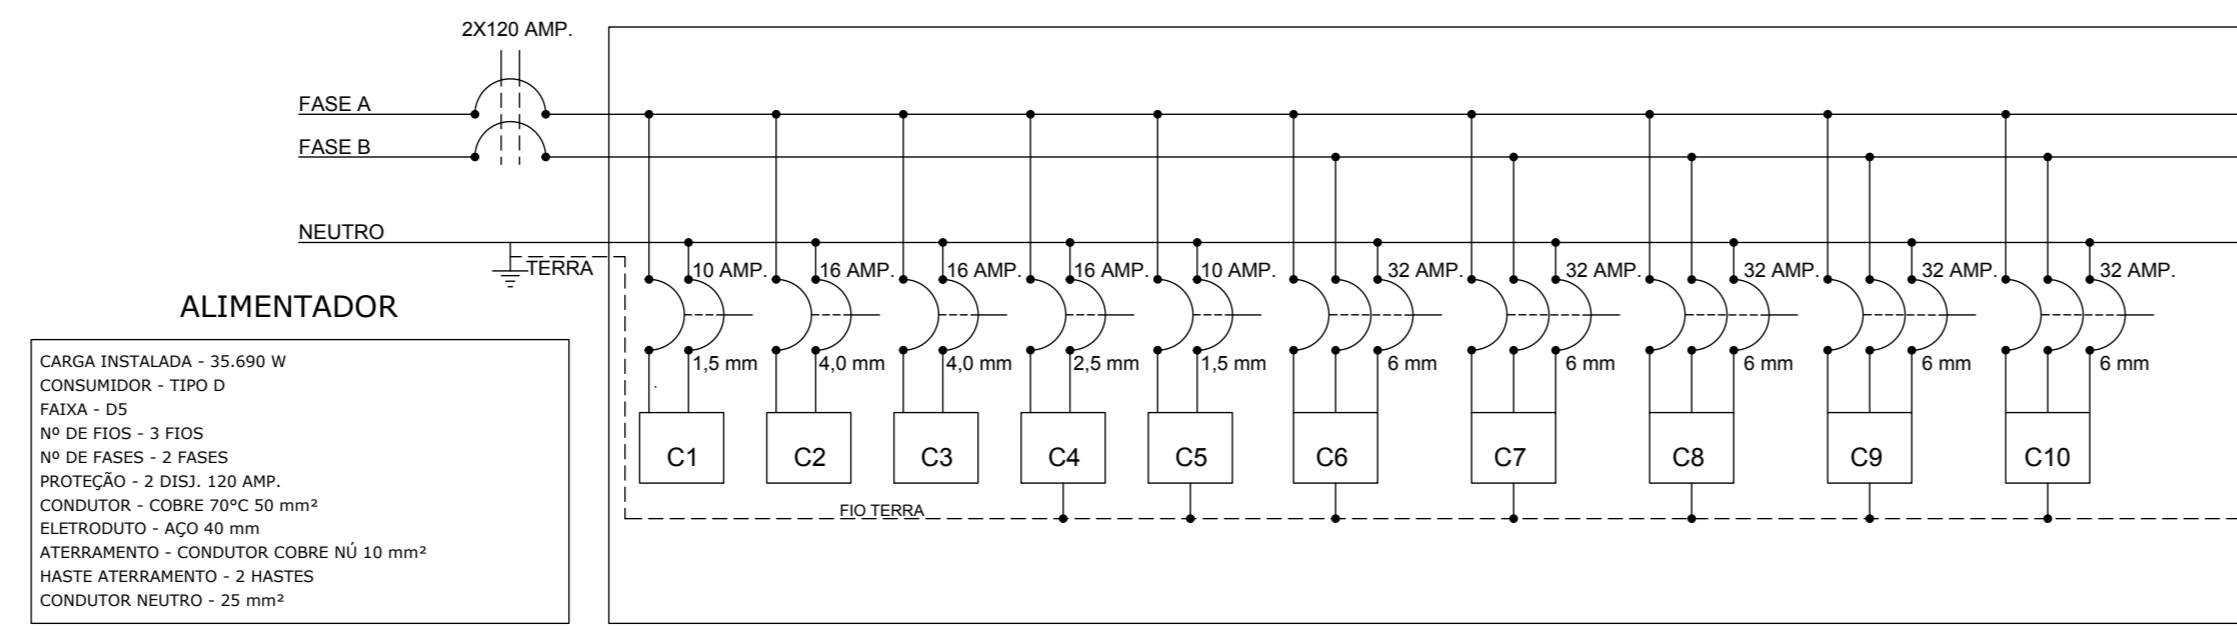 2X120 AMP.
FASE A
FASE B
NEUTRO
TERRA
10 AMP. 16 AMP. 16 AMP. 16 AMP. 10 AMP. 32 AMP. 32 AMP. 32 AMP. 32 AMP. 32 AMP.
1,5 mm 4,0 mm 4,0 mm 2,5 mm 1,5 mm 6 mm 6 mm 6 mm 6 mm 6 mm
C1 C2 C3 C4 C5 C6 C7 C8 C9 C10
FIO TERRA
ALIMENTADOR
CARGA INSTALADA - 35.690 W
CONSUMIDOR - TIPO D
FAIXA - D5
Nº DE FIOS - 3 FIOS
Nº DE FASES - 2 FASES
PROTEÇÃO - 2 DISJ. 120 AMP.
CONDUTOR - COBRE 70°C 50 mm²
ELETRODUTO - AÇO 40 mm
ATERRAMENTO - CONDUTOR COBRE NÚ 10 mm²
HASTE ATERRAMENTO - 2 HASTES
CONDUTOR NEUTRO - 25 mm²